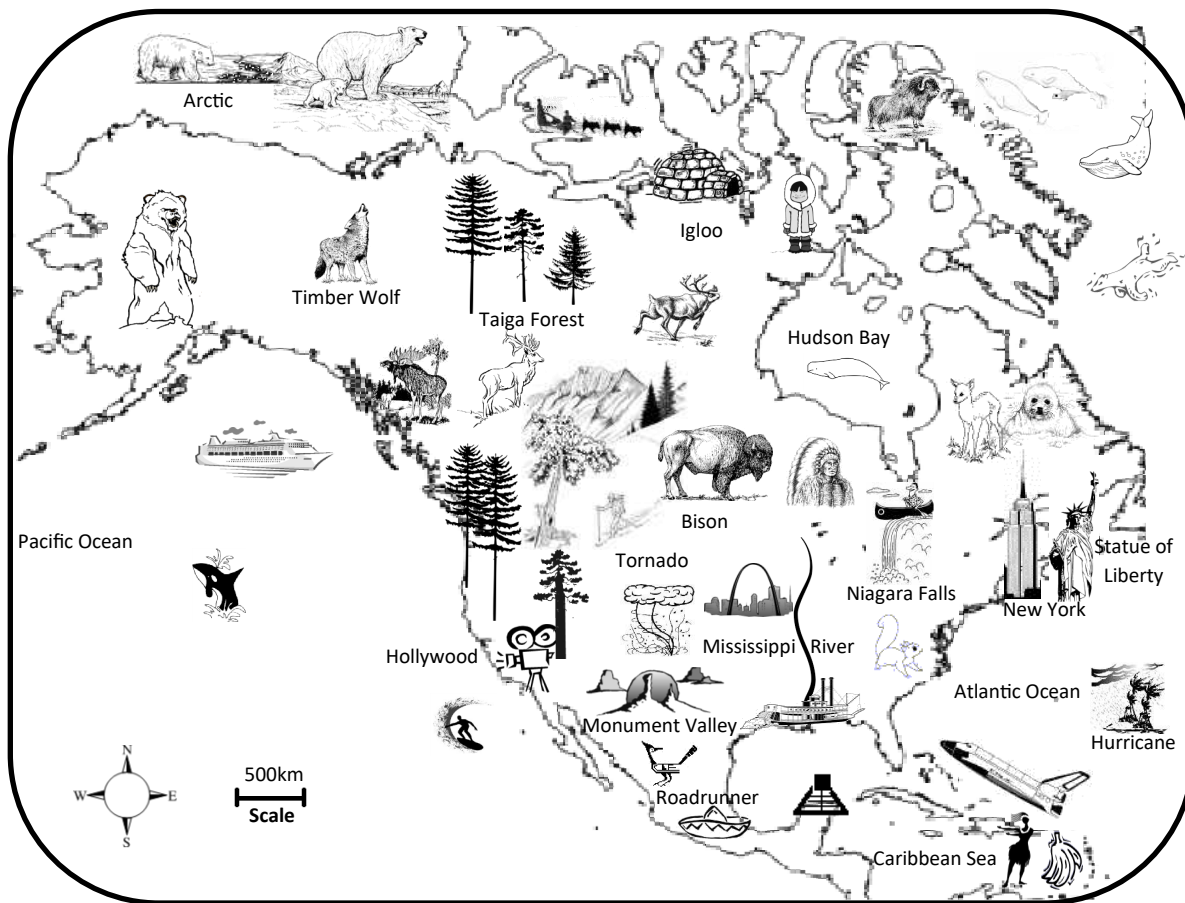 Arctic
Igloo
Timber Wolf
Taiga Forest
Hudson Bay
Bison
Pacific Ocean
Tornado
Statue of
Liberty
Niagara Falls
New York
Mississippi River
Hollywood
Atlantic Ocean
Monument Valley
Hurricane
N
W E
S
500km
Scale
Roadrunner
Caribbean Sea